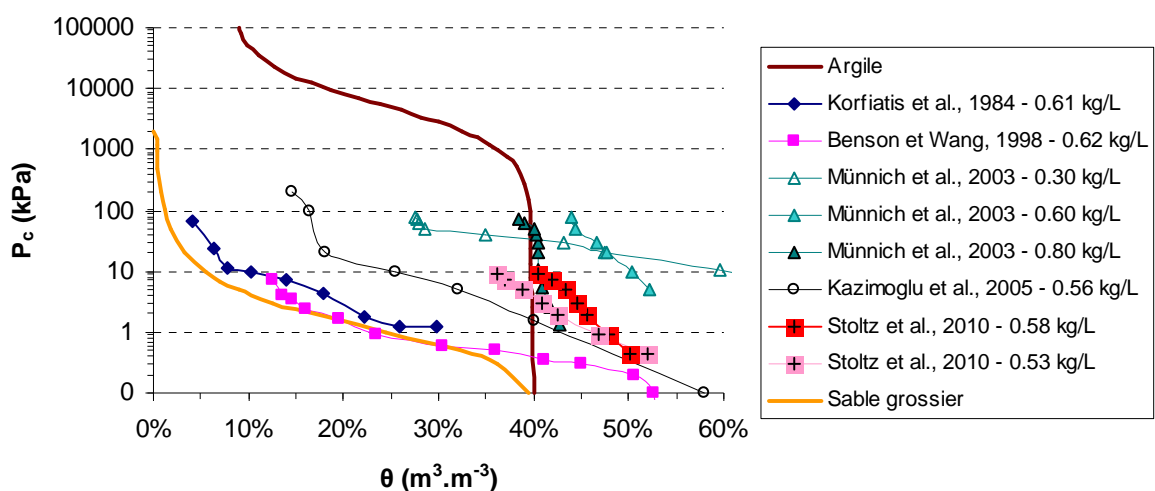 100000
10000
1000
100
10
1
0
P_c (kPa)
0% 10% 20% 30% 40% 50% 60%
θ (m³.m⁻³)
Argile
Korfiatis et al., 1984 - 0.61 kg/L
Benson et Wang, 1998 - 0.62 kg/L
Münnich et al., 2003 - 0.30 kg/L
Münnich et al., 2003 - 0.60 kg/L
Münnich et al., 2003 - 0.80 kg/L
Kazimoglu et al., 2005 - 0.56 kg/L
Stoltz et al., 2010 - 0.58 kg/L
Stoltz et al., 2010 - 0.53 kg/L
Sable grossier